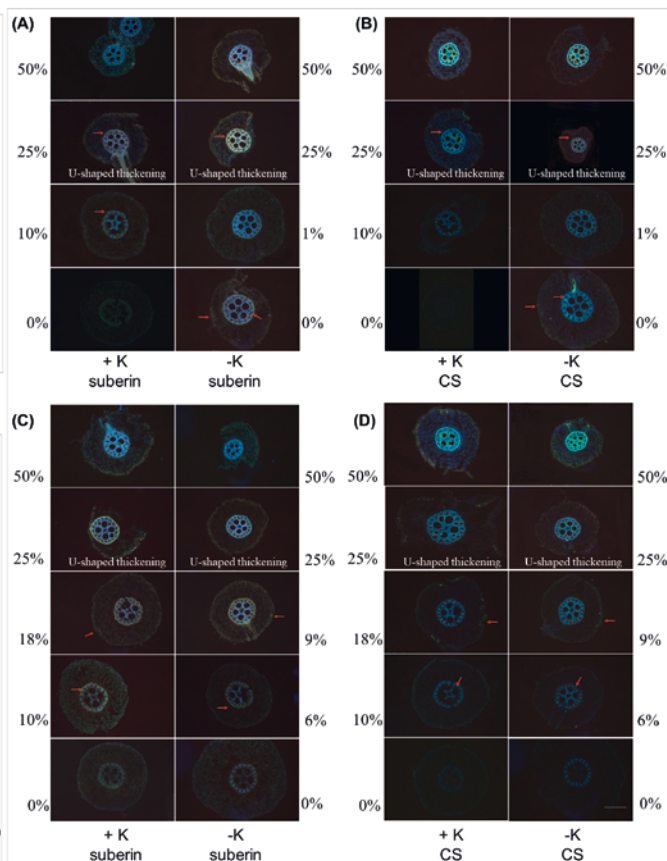 (A)
(B)
50%
50%
50%
50%
25%
U-shaped thickening
U-shaped thickening
25%
25%
U-shaped thickening
U-shaped thickening
25%
10%
1%
10%
1%
0%
0%
0%
0%
+ K
-K
+ K
-K
suberin
suberin
CS
CS
(C)
(D)
50%
50%
50%
50%
25%
U-shaped thickening
U-shaped thickening
25%
25%
U-shaped thickening
U-shaped thickening
25%
18%
9%
18%
9%
10%
6%
10%
6%
0%
0%
0%
0%
+ K
-K
+ K
-K
suberin
suberin
CS
CS